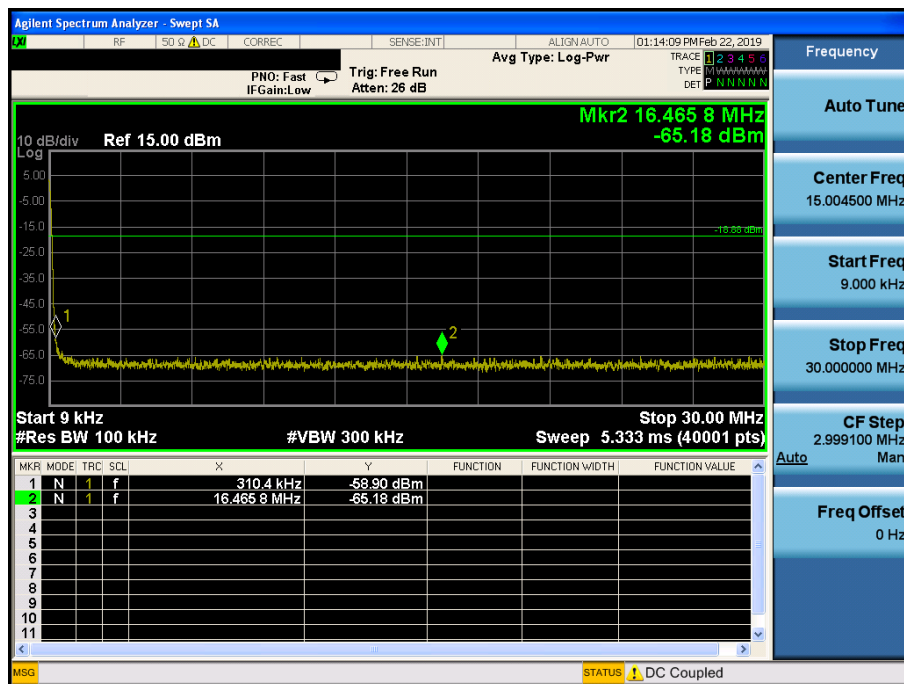 Agilent Spectrum Analyzer - Swept SA
LXI RF 50 Ω DC CORREC SENSE:INT ALIGN AUTO 01:14:09 PM Feb 22, 2019
Avg Type: Log-Pwr
TRACE 1 2 3 4 5 6
PNO: Fast Trig: Free Run
TYPE M W W W W W
IFGain:Low Atten: 26 dB
DET P N N N N N
Mkr2 16.465 8 MHz
10 dB/div Ref 15.00 dBm -65.18 dBm
Log
5.00
-5.00
-15.0
-18.88 dBm
-25.0
-35.0
-45.0
1
-55.0
2
-65.0
-75.0
Start 9 kHz Stop 30.00 MHz
#Res BW 100 kHz #VBW 300 kHz Sweep 5.333 ms (40001 pts)
MKR MODE TRC SCL X Y FUNCTION FUNCTION WIDTH FUNCTION VALUE
1 N 1 f 310.4 kHz -58.90 dBm
2 N 1 f 16.465 8 MHz -65.18 dBm
3
4
5
6
7
8
9
10
11
MSG STATUS DC Coupled
Frequency
Auto Tune
Center Freq
15.004500 MHz
Start Freq
9.000 kHz
Stop Freq
30.000000 MHz
CF Step
2.999100 MHz
Auto Man
Freq Offset
0 Hz